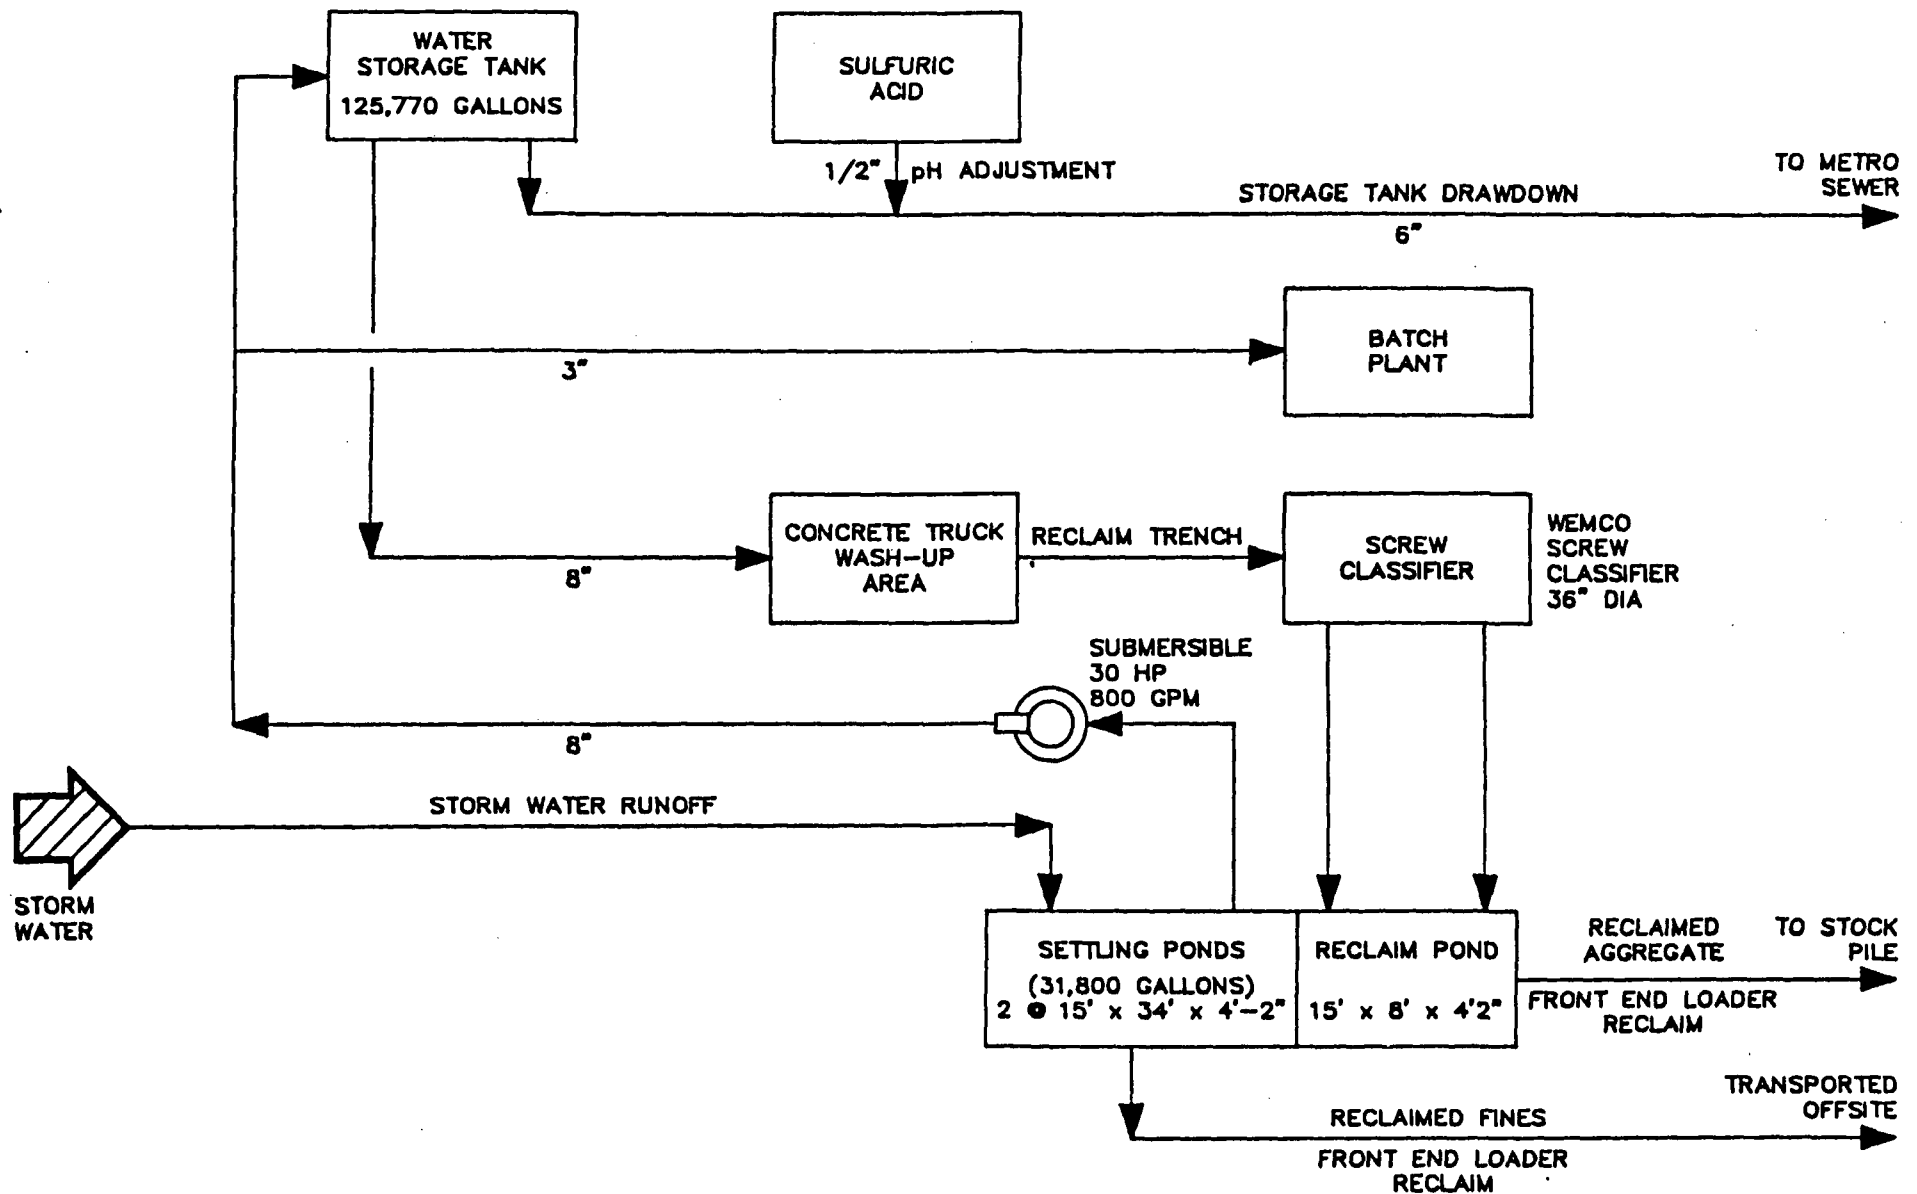 WATER
STORAGE TANK
125,770 GALLONS
SULFURIC
ACID
1/2" pH ADJUSTMENT
TO METRO
SEWER
STORAGE TANK DRAWDOWN
6"
BATCH
PLANT
3"
CONCRETE TRUCK
WASH-UP
AREA
RECLAIM TRENCH
SCREW
CLASSIFIER
WEMCO
SCREW
CLASSIFIER
36" DIA
8"
SUBMERSIBLE
30 HP
800 GPM
8"
STORM WATER RUNOFF
STORM
WATER
SETTLING PONDS
(31,800 GALLONS)
2 @ 15' x 34' x 4'-2"
RECLAIM POND
15' x 8' x 4'2"
RECLAIMED
AGGREGATE
TO STOCK
PILE
FRONT END LOADER
RECLAIM
TRANSPORTED
OFFSITE
RECLAIMED FINES
FRONT END LOADER
RECLAIM